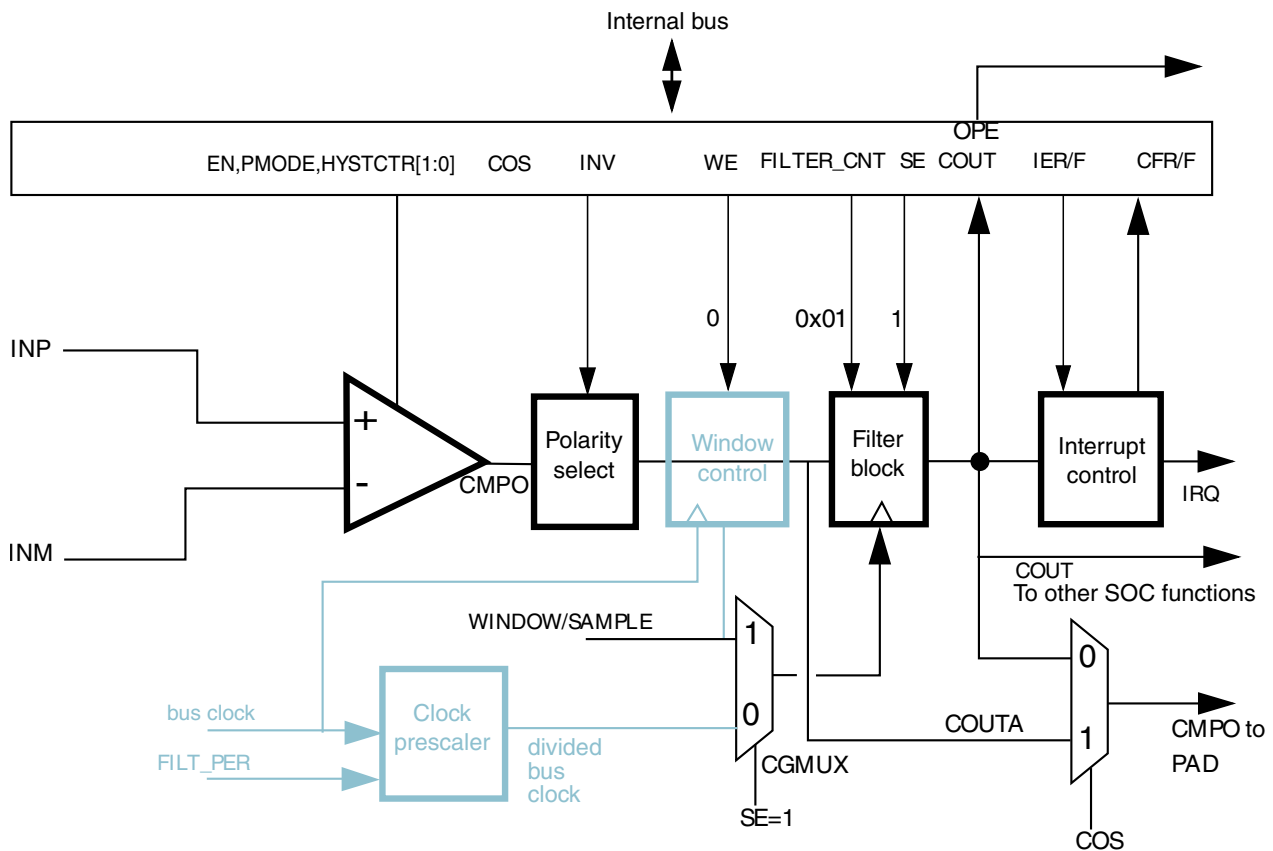 Internal bus
OPE
EN,PMODE,HYSTCTR[1:0] COS INV WE FILTER_CNT SE COUT IER/F CFR/F
0 0x01 1
INP
+
-
CMPO
Polarity
select
Window
control
Filter
block
Interrupt
control
IRQ
INM
COUT
To other SOC functions
WINDOW/SAMPLE
1
0
0
1
bus clock
FILT_PER
Clock
prescaler
divided
bus
clock
CGMUX
SE=1
COUTA
CMPO to
PAD
COS